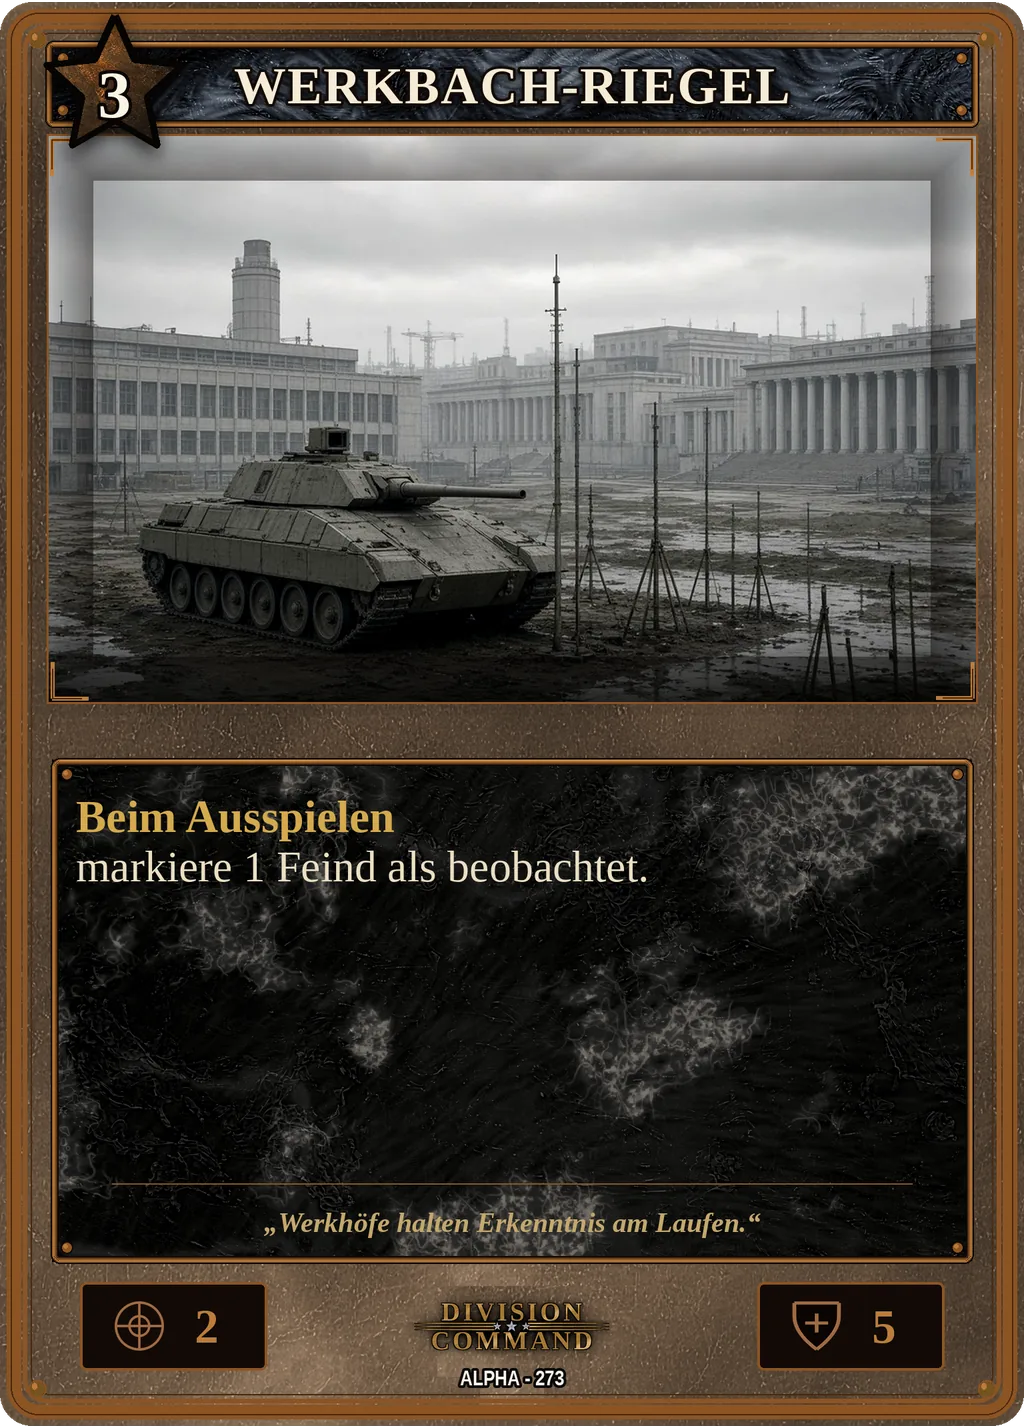 3
WERKBACH-RIEGEL
Beim Ausspielen
markiere 1 Feind als beobachtet.
„Werkhöfe halten Erkenntnis am Laufen.“
2
DIVISION
COMMAND
5
ALPHA - 273